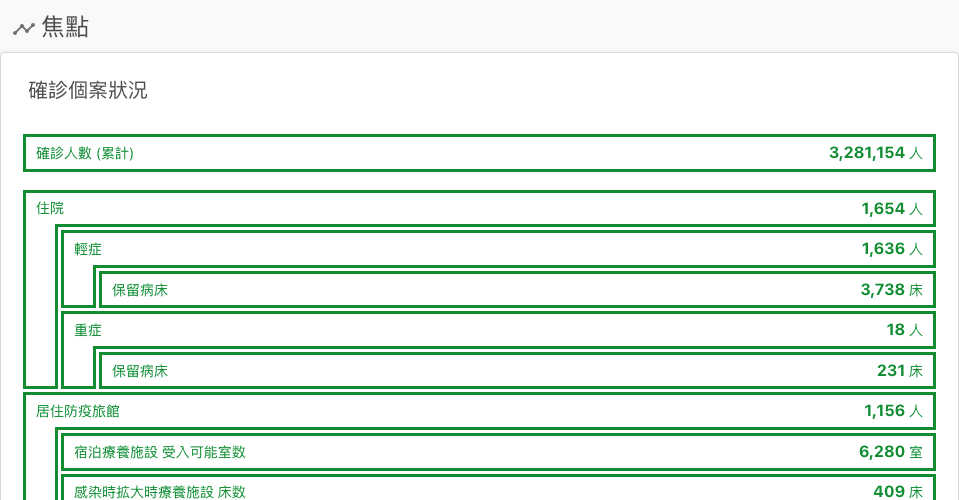 焦點
確診個案狀況
確診人數 (累計) 3,281,154 人
住院 1,654 人
輕症 1,636 人
保留病床 3,738 床
重症 18 人
保留病床 231 床
居住防疫旅館 1,156 人
宿泊療養施設 受入可能室数 6,280 室
感染時拡大時療養施設 床数 409 床